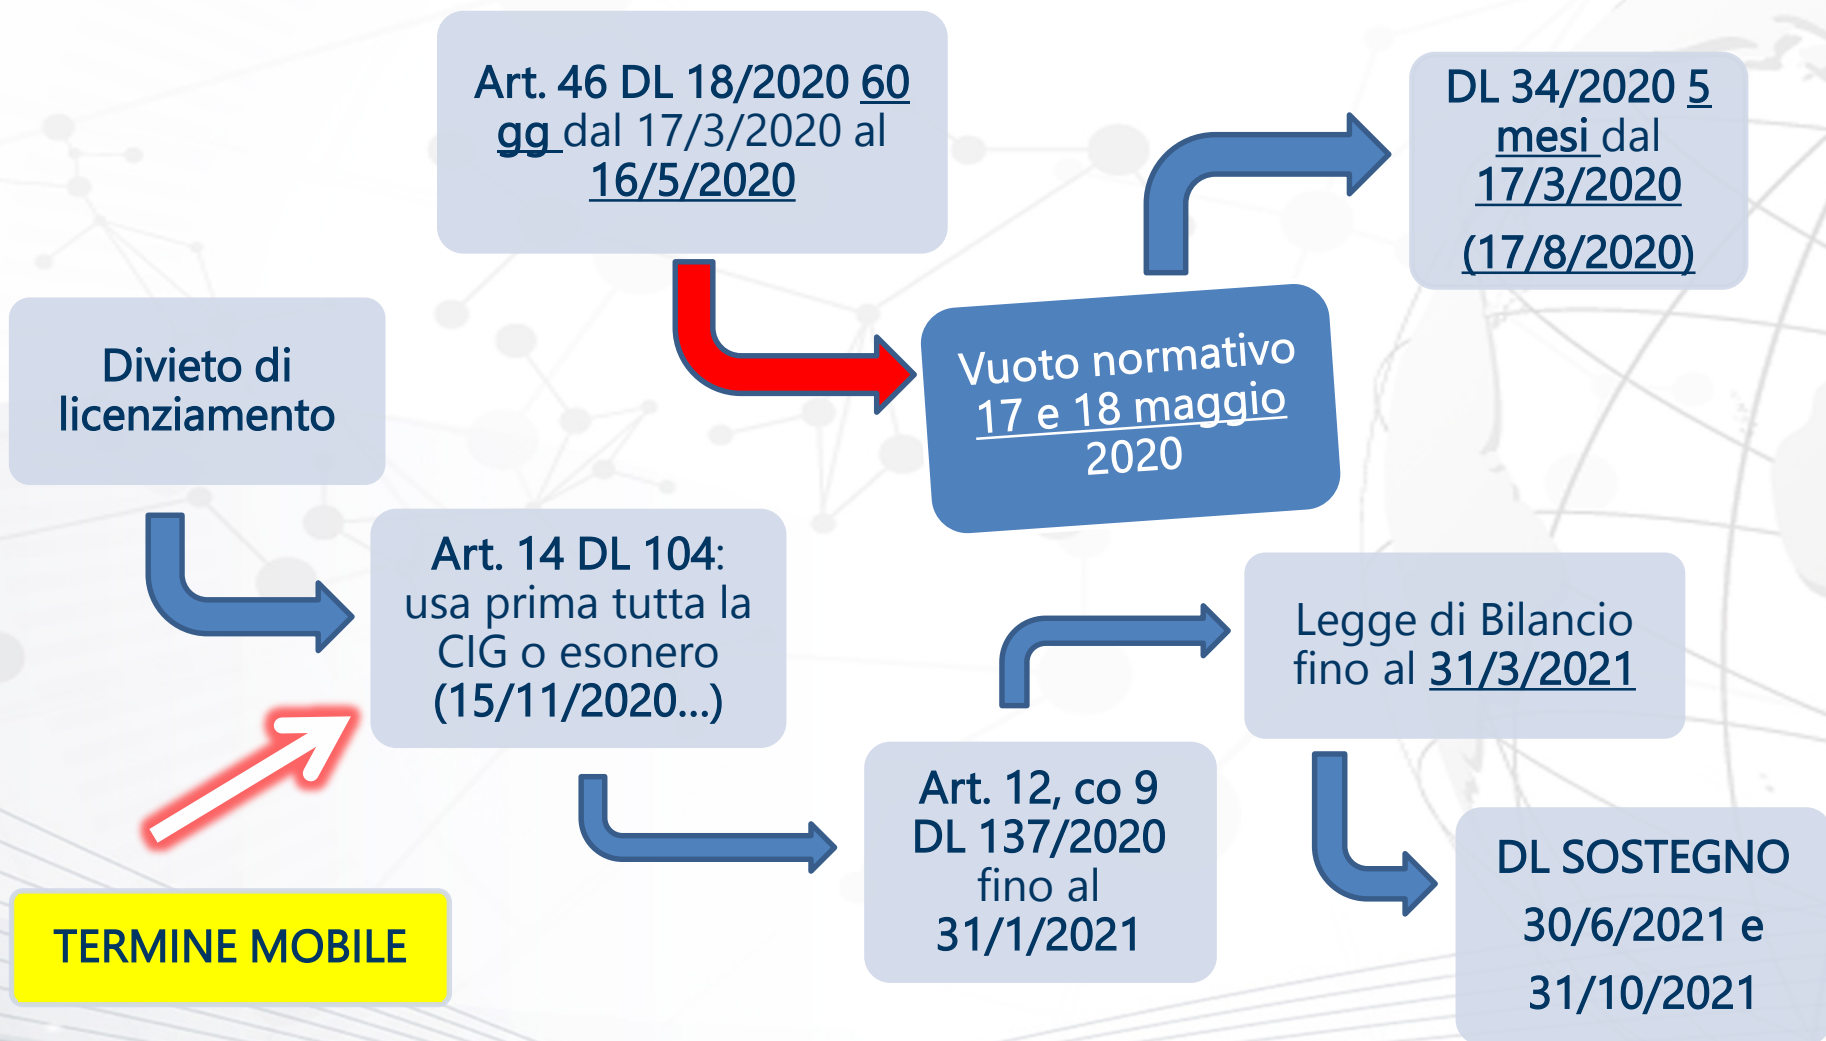 Art. 46 DL 18/2020 60
gg dal 17/3/2020 al
16/5/2020
DL 34/2020 5
mesi dal
17/3/2020
(17/8/2020)
Vuoto normativo
17 e 18 maggio
2020
Divieto di
licenziamento
Art. 14 DL 104:
usa prima tutta la
CIG o esonero
(15/11/2020...)
TERMINE MOBILE
Art. 12, co 9
DL 137/2020
fino al
31/1/2021
Legge di Bilancio
fino al 31/3/2021
DL SOSTEGNO
30/6/2021 e
31/10/2021